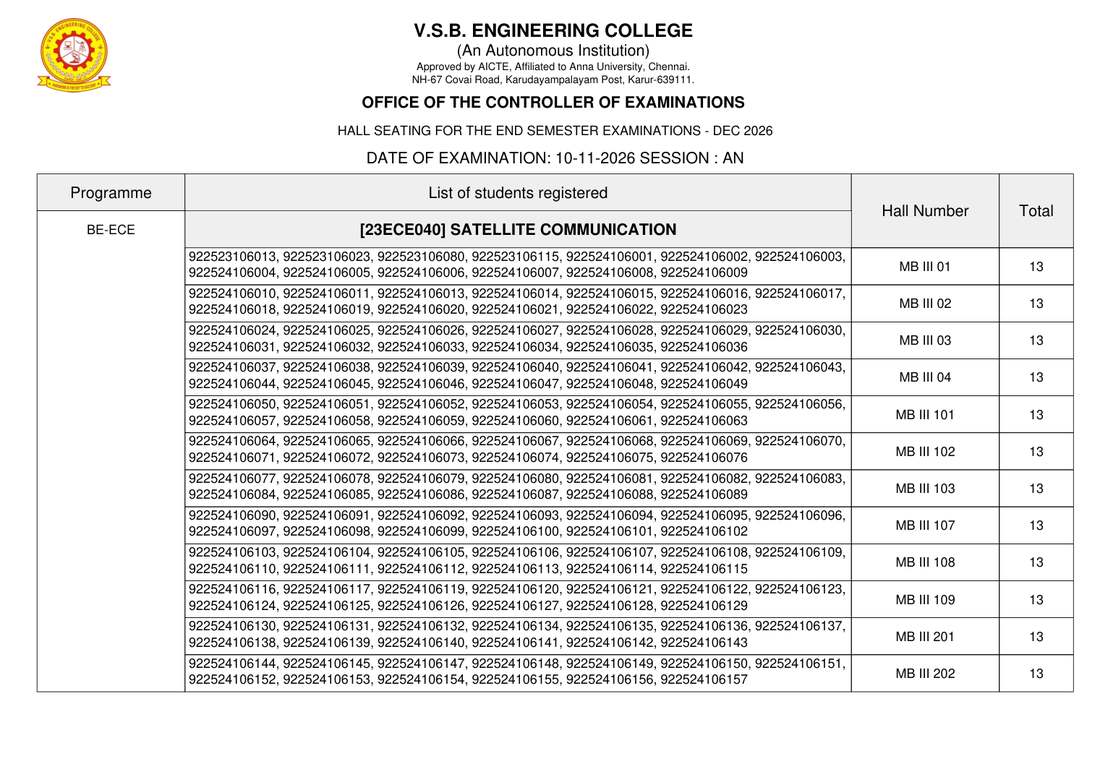 V.S.B. ENGINEERING COLLEGE
(An Autonomous Institution)
Approved by AICTE, Affiliated to Anna University, Chennai.
NH-67 Covai Road, Karudayampalayam Post, Karur-639111.
OFFICE OF THE CONTROLLER OF EXAMINATIONS
HALL SEATING FOR THE END SEMESTER EXAMINATIONS - DEC 2026
DATE OF EXAMINATION: 10-11-2026 SESSION : AN
Programme List of students registered Hall Number Total
BE-ECE [23ECE040] SATELLITE COMMUNICATION
922523106013, 922523106023, 922523106080, 922523106115, 922524106001, 922524106002, 922524106003,
922524106004, 922524106005, 922524106006, 922524106007, 922524106008, 922524106009
MB III 01 13
922524106010, 922524106011, 922524106013, 922524106014, 922524106015, 922524106016, 922524106017,
922524106018, 922524106019, 922524106020, 922524106021, 922524106022, 922524106023
MB III 02 13
922524106024, 922524106025, 922524106026, 922524106027, 922524106028, 922524106029, 922524106030,
922524106031, 922524106032, 922524106033, 922524106034, 922524106035, 922524106036
MB III 03 13
922524106037, 922524106038, 922524106039, 922524106040, 922524106041, 922524106042, 922524106043,
922524106044, 922524106045, 922524106046, 922524106047, 922524106048, 922524106049
MB III 04 13
922524106050, 922524106051, 922524106052, 922524106053, 922524106054, 922524106055, 922524106056,
922524106057, 922524106058, 922524106059, 922524106060, 922524106061, 922524106063
MB III 101 13
922524106064, 922524106065, 922524106066, 922524106067, 922524106068, 922524106069, 922524106070,
922524106071, 922524106072, 922524106073, 922524106074, 922524106075, 922524106076
MB III 102 13
922524106077, 922524106078, 922524106079, 922524106080, 922524106081, 922524106082, 922524106083,
922524106084, 922524106085, 922524106086, 922524106087, 922524106088, 922524106089
MB III 103 13
922524106090, 922524106091, 922524106092, 922524106093, 922524106094, 922524106095, 922524106096,
922524106097, 922524106098, 922524106099, 922524106100, 922524106101, 922524106102
MB III 107 13
922524106103, 922524106104, 922524106105, 922524106106, 922524106107, 922524106108, 922524106109,
922524106110, 922524106111, 922524106112, 922524106113, 922524106114, 922524106115
MB III 108 13
922524106116, 922524106117, 922524106119, 922524106120, 922524106121, 922524106122, 922524106123,
922524106124, 922524106125, 922524106126, 922524106127, 922524106128, 922524106129
MB III 109 13
922524106130, 922524106131, 922524106132, 922524106134, 922524106135, 922524106136, 922524106137,
922524106138, 922524106139, 922524106140, 922524106141, 922524106142, 922524106143
MB III 201 13
922524106144, 922524106145, 922524106147, 922524106148, 922524106149, 922524106150, 922524106151,
922524106152, 922524106153, 922524106154, 922524106155, 922524106156, 922524106157
MB III 202 13